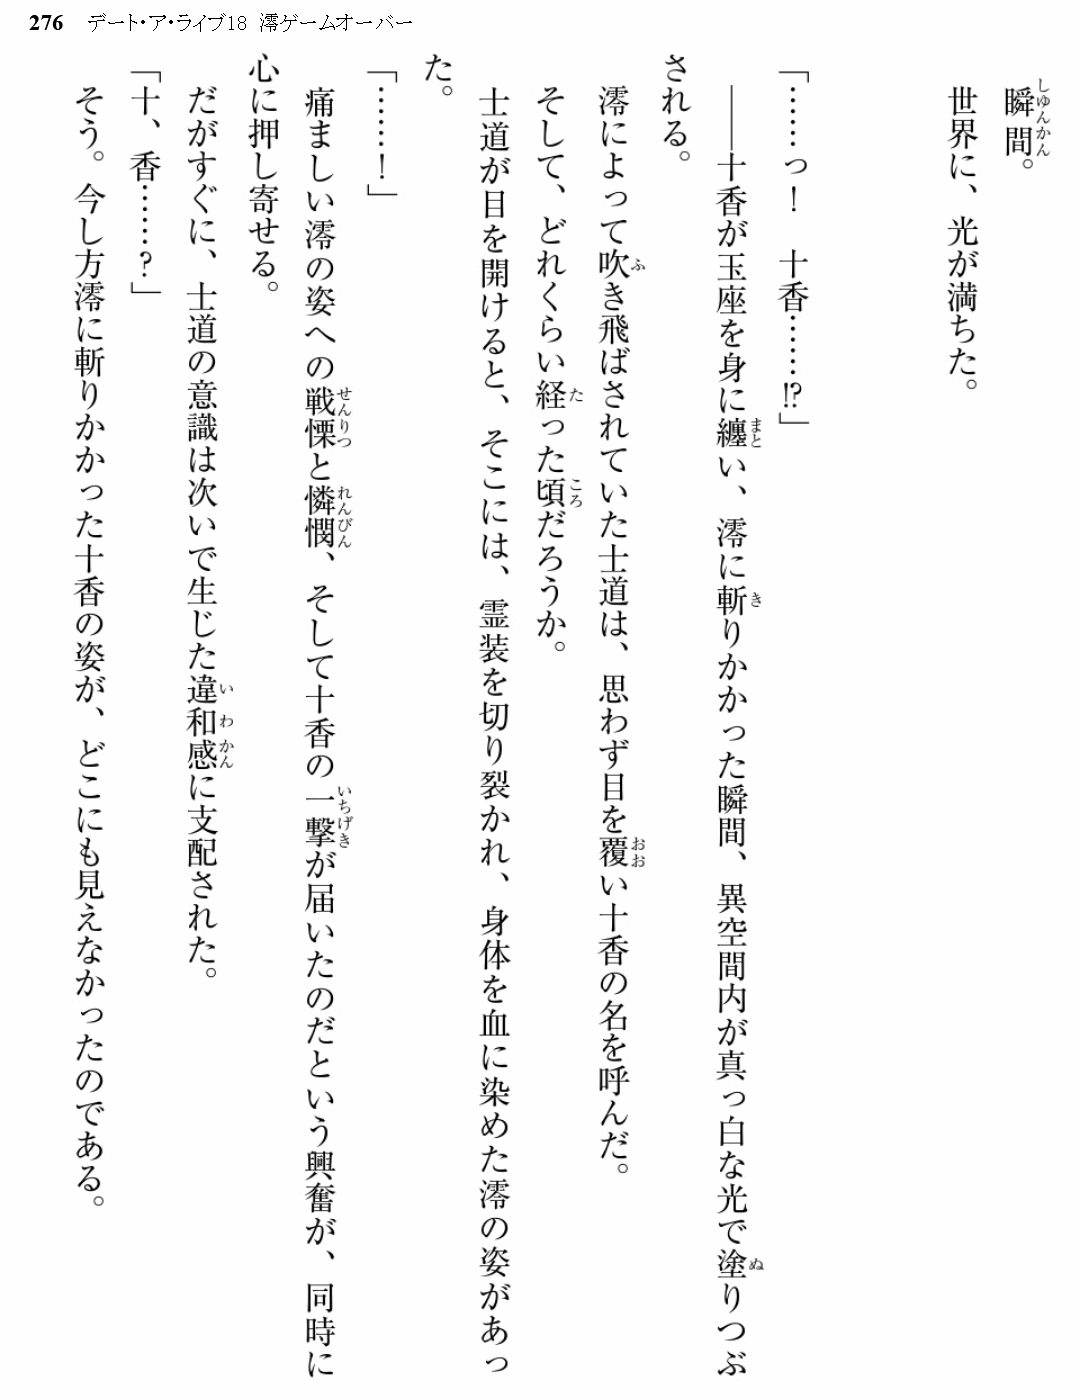 276 デート・ア・ライブ18 澪ゲームオーバー
瞬間。
世界に、光が満ちた。
「……っ！　十香……!?」
――十香が玉座を身に纏い、澪に斬りかかった瞬間、異空間内が真っ白な光で塗りつぶ
される。
澪によって吹き飛ばされていた士道は、思わず目を覆い十香の名を呼んだ。
そして、どれくらい経った頃だろうか。
士道が目を開けると、そこには、霊装を切り裂かれ、身体を血に染めた澪の姿があっ
た。
「……！」
痛ましい澪の姿への戦慄と憐憫、そして十香の一撃が届いたのだという興奮が、同時に
心に押し寄せる。
だがすぐに、士道の意識は次いで生じた違和感に支配された。
「十、香……？」
そう。今し方澪に斬りかかった十香の姿が、どこにも見えなかったのである。